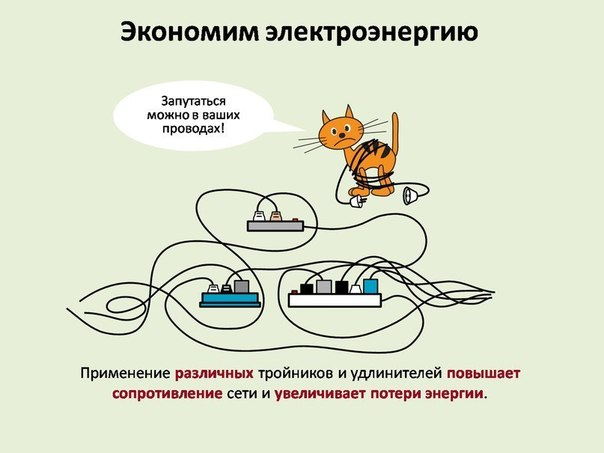 Экономим электроэнергию
Запутаться
можно в ваших
проводах!
Применение различных тройников и удлинителей повышает
сопротивление сети и увеличивает потери энергии.